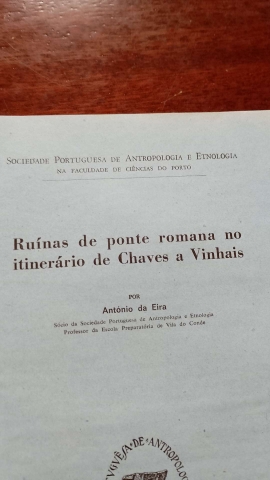 SOCIEDADE PORTUGUESA DE ANTROPOLOGIA E ETNOLOGIA
NA FACULDADE DE CIÊNCIAS DO PORTO
Ruínas de ponte romana no
itinerário de Chaves a Vinhais
POR
António da Eira
Sócio da Sociedade Portuguesa de Antropologia e Etnologia
Professor da Escola Preparatória de Vila do Conde